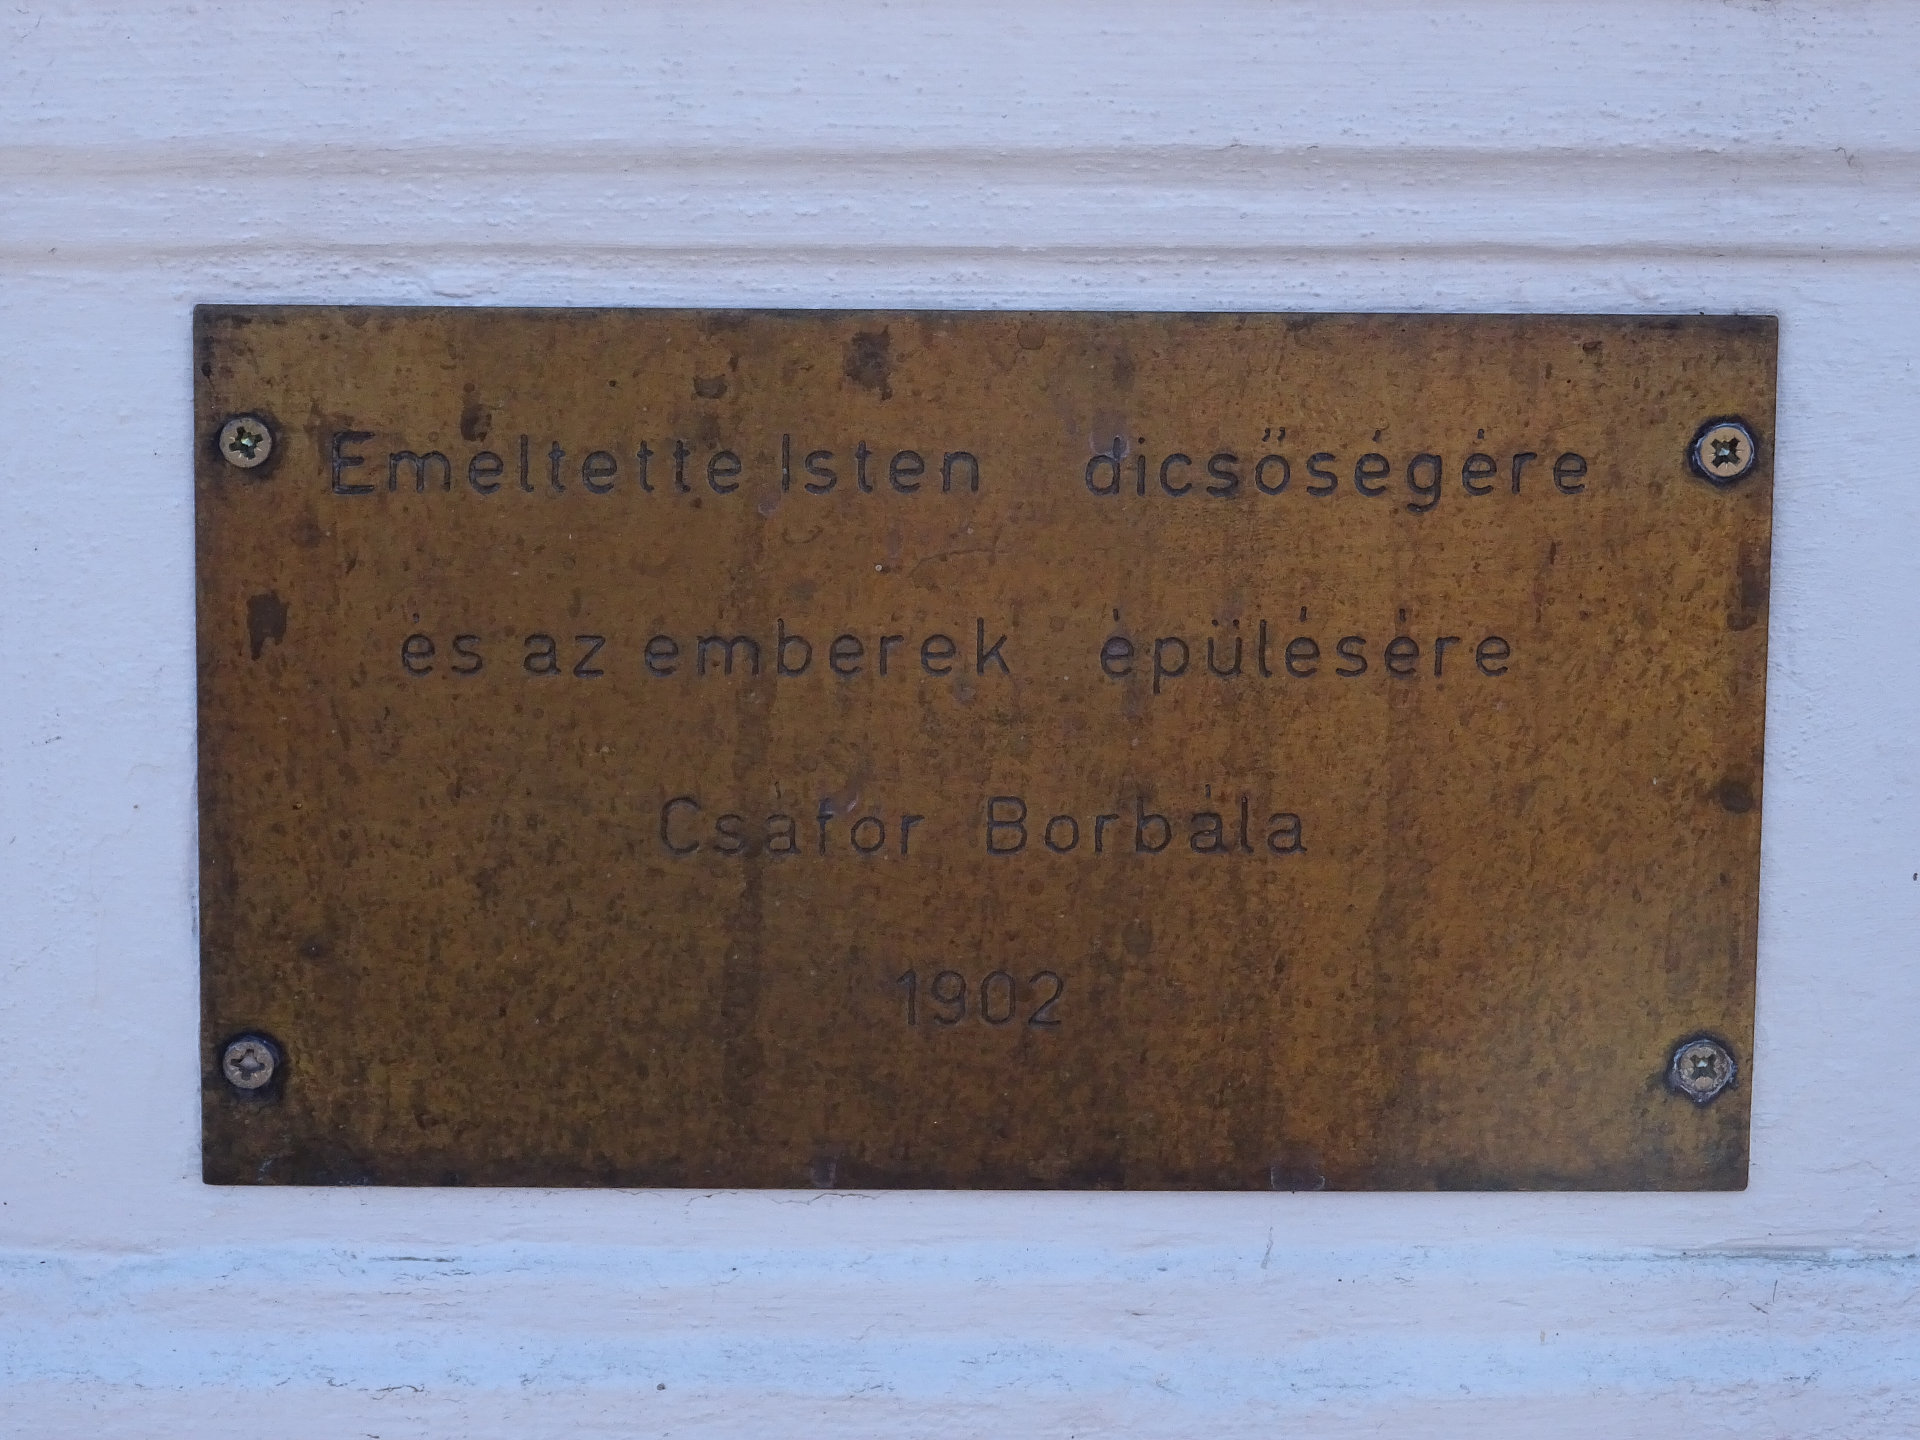 Emeltette Isten dicsőségére
és az emberek épülésére
Csáfor Borbála
1902